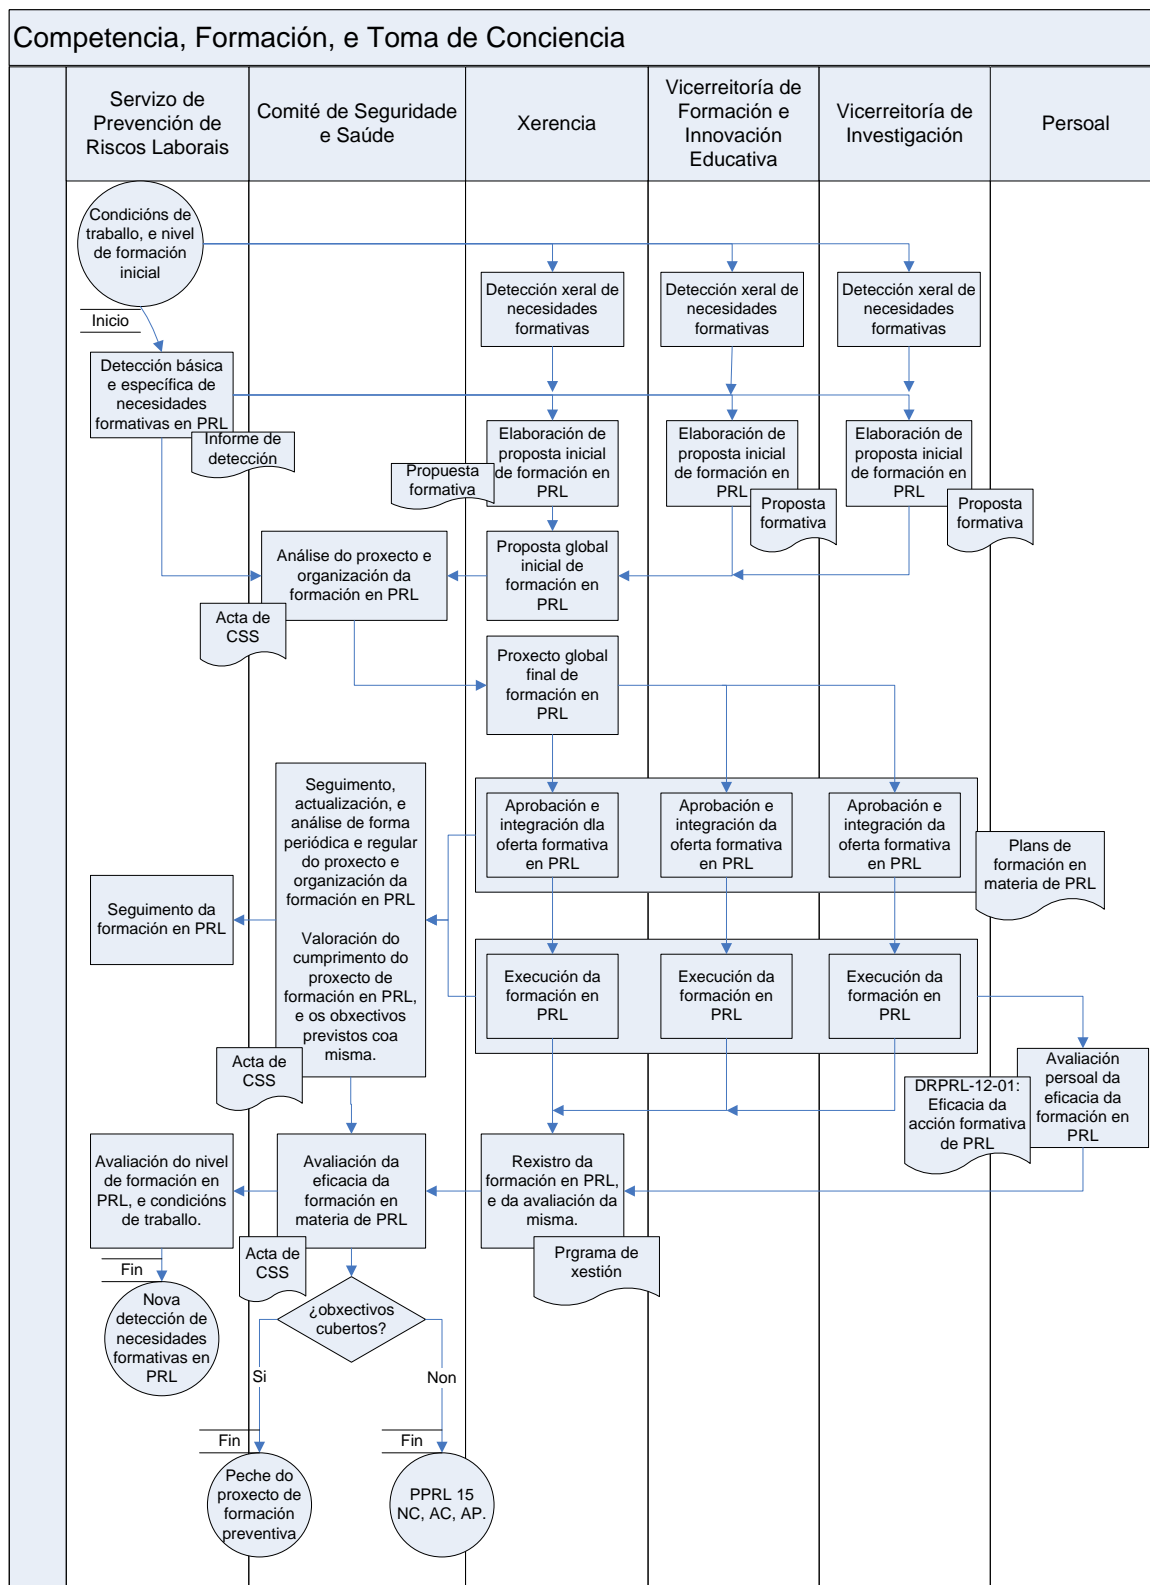 Competencia, Formación, e Toma de Conciencia
Servizo de
Prevención de
Riscos Laborais
Comité de Seguridade
e Saúde
Xerencia
Vicerreitoría de
Formación e
Innovación
Educativa
Vicerreitoría de
Investigación
Persoal
Condicións de
traballo, e nivel
de formación
inicial
Inicio
Detección xeral de
necesidades
formativas
Detección xeral de
necesidades
formativas
Detección xeral de
necesidades
formativas
Detección básica
e específica de
necesidades
formativas en PRL
Informe de
detección
Elaboración de
proposta inicial
de formación en
PRL
Propuesta
formativa
Elaboración de
proposta inicial
de formación en
PRL
Proposta
formativa
Elaboración de
proposta inicial
de formación en
PRL
Proposta
formativa
Análise do proxecto e
organización da
formación en PRL
Acta de
CSS
Proposta global
inicial de
formación en
PRL
Proxecto global
final de
formación en
PRL
Seguimento,
actualización, e
análise de forma
periódica e regular
do proxecto e
organización da
formación en PRL
Valoración do
cumprimento do
proxecto de
formación en PRL,
e os obxectivos
previstos coa
misma.
Acta de
CSS
Aprobación e
integración dla
oferta formativa
en PRL
Aprobación e
integración da
oferta formativa
en PRL
Aprobación e
integración da
oferta formativa
en PRL
Plans de
formación en
materia de PRL
Seguimento da
formación en PRL
Execución da
formación en
PRL
Execución da
formación en
PRL
Execución da
formación en
PRL
Avaliación
persoal da
eficacia da
formación en
PRL
DRPRL-12-01:
Eficacia da
acción formativa
de PRL
Avaliación do nivel
de formación en
PRL, e condicións
de traballo.
Avaliación da
eficacia da
formación en
materia de PRL
Acta de
CSS
Rexistro da
formación en PRL,
e da avaliación da
misma.
Prgrama de
xestión
Fin
Nova
detección de
necesidades
formativas en
PRL
¿obxectivos
cubertos?
Si
Non
Fin
Fin
Peche do
proxecto de
formación
preventiva
PPRL 15
NC, AC, AP.